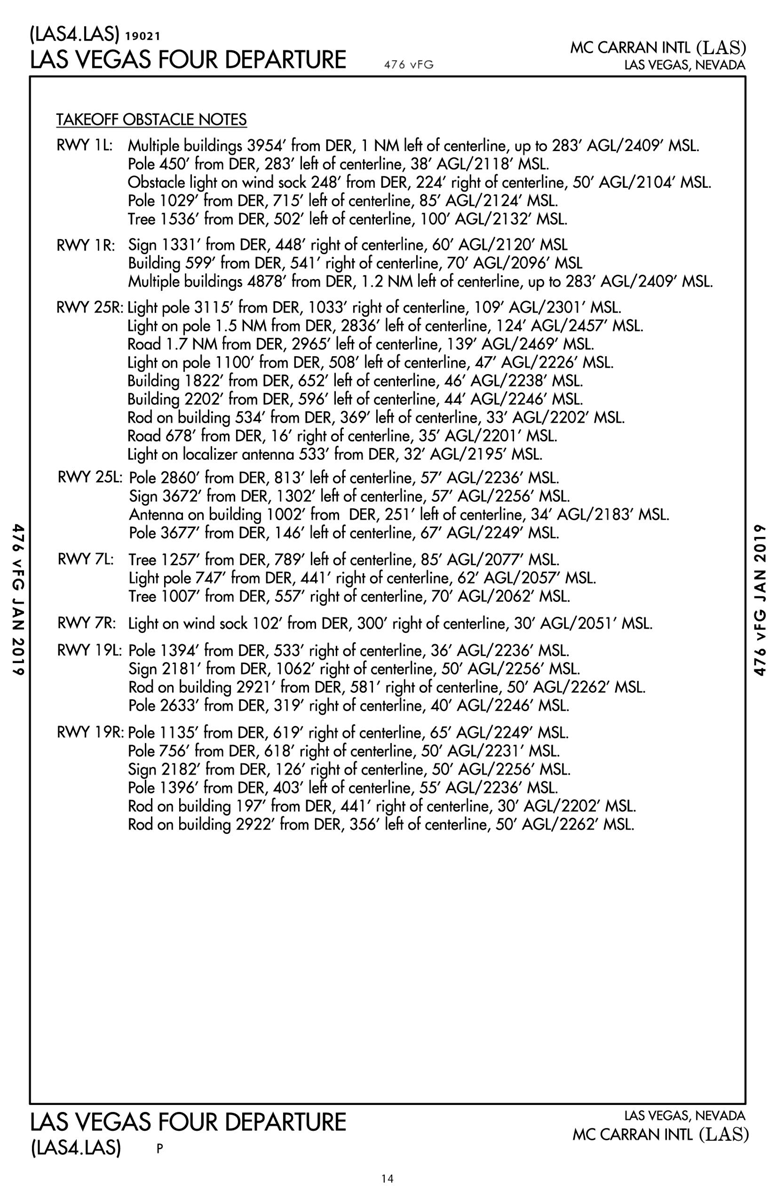 (LAS4.LAS) 19021
LAS VEGAS FOUR DEPARTURE
476 vFG
MC CARRAN INTL (LAS)
LAS VEGAS, NEVADA
TAKEOFF OBSTACLE NOTES
RWY 1L: Multiple buildings 3954’ from DER, 1 NM left of centerline, up to 283’ AGL/2409’ MSL.
Pole 450’ from DER, 283’ left of centerline, 38’ AGL/2118’ MSL.
Obstacle light on wind sock 248’ from DER, 224’ right of centerline, 50’ AGL/2104’ MSL.
Pole 1029’ from DER, 715’ left of centerline, 85’ AGL/2124’ MSL.
Tree 1536’ from DER, 502’ left of centerline, 100’ AGL/2132’ MSL.
RWY 1R: Sign 1331’ from DER, 448’ right of centerline, 60’ AGL/2120’ MSL
Building 599’ from DER, 541’ right of centerline, 70’ AGL/2096’ MSL
Multiple buildings 4878’ from DER, 1.2 NM left of centerline, up to 283’ AGL/2409’ MSL.
RWY 25R: Light pole 3115’ from DER, 1033’ right of centerline, 109’ AGL/2301’ MSL.
Light on pole 1.5 NM from DER, 2836’ left of centerline, 124’ AGL/2457’ MSL.
Road 1.7 NM from DER, 2965’ left of centerline, 139’ AGL/2469’ MSL.
Light on pole 1100’ from DER, 508’ left of centerline, 47’ AGL/2226’ MSL.
Building 1822’ from DER, 652’ left of centerline, 46’ AGL/2238’ MSL.
Building 2202’ from DER, 596’ left of centerline, 44’ AGL/2246’ MSL.
Rod on building 534’ from DER, 369’ left of centerline, 33’ AGL/2202’ MSL.
Road 678’ from DER, 16’ right of centerline, 35’ AGL/2201’ MSL.
Light on localizer antenna 533’ from DER, 32’ AGL/2195’ MSL.
RWY 25L: Pole 2860’ from DER, 813’ left of centerline, 57’ AGL/2236’ MSL.
Sign 3672’ from DER, 1302’ left of centerline, 57’ AGL/2256’ MSL.
Antenna on building 1002’ from DER, 251’ left of centerline, 34’ AGL/2183’ MSL.
Pole 3677’ from DER, 146’ left of centerline, 67’ AGL/2249’ MSL.
RWY 7L: Tree 1257’ from DER, 789’ left of centerline, 85’ AGL/2077’ MSL.
Light pole 747’ from DER, 441’ right of centerline, 62’ AGL/2057’ MSL.
Tree 1007’ from DER, 557’ right of centerline, 70’ AGL/2062’ MSL.
RWY 7R: Light on wind sock 102’ from DER, 300’ right of centerline, 30’ AGL/2051’ MSL.
RWY 19L: Pole 1394’ from DER, 533’ right of centerline, 36’ AGL/2236’ MSL.
Sign 2181’ from DER, 1062’ right of centerline, 50’ AGL/2256’ MSL.
Rod on building 2921’ from DER, 581’ right of centerline, 50’ AGL/2262’ MSL.
Pole 2633’ from DER, 319’ right of centerline, 40’ AGL/2246’ MSL.
RWY 19R: Pole 1135’ from DER, 619’ right of centerline, 65’ AGL/2249’ MSL.
Pole 756’ from DER, 618’ right of centerline, 50’ AGL/2231’ MSL.
Sign 2182’ from DER, 126’ right of centerline, 50’ AGL/2256’ MSL.
Pole 1396’ from DER, 403’ left of centerline, 55’ AGL/2236’ MSL.
Rod on building 197’ from DER, 441’ right of centerline, 30’ AGL/2202’ MSL.
Rod on building 2922’ from DER, 356’ left of centerline, 50’ AGL/2262’ MSL.
476 vFG JAN 2019
476 vFG JAN 2019
LAS VEGAS FOUR DEPARTURE
(LAS4.LAS) P
LAS VEGAS, NEVADA
MC CARRAN INTL (LAS)
14